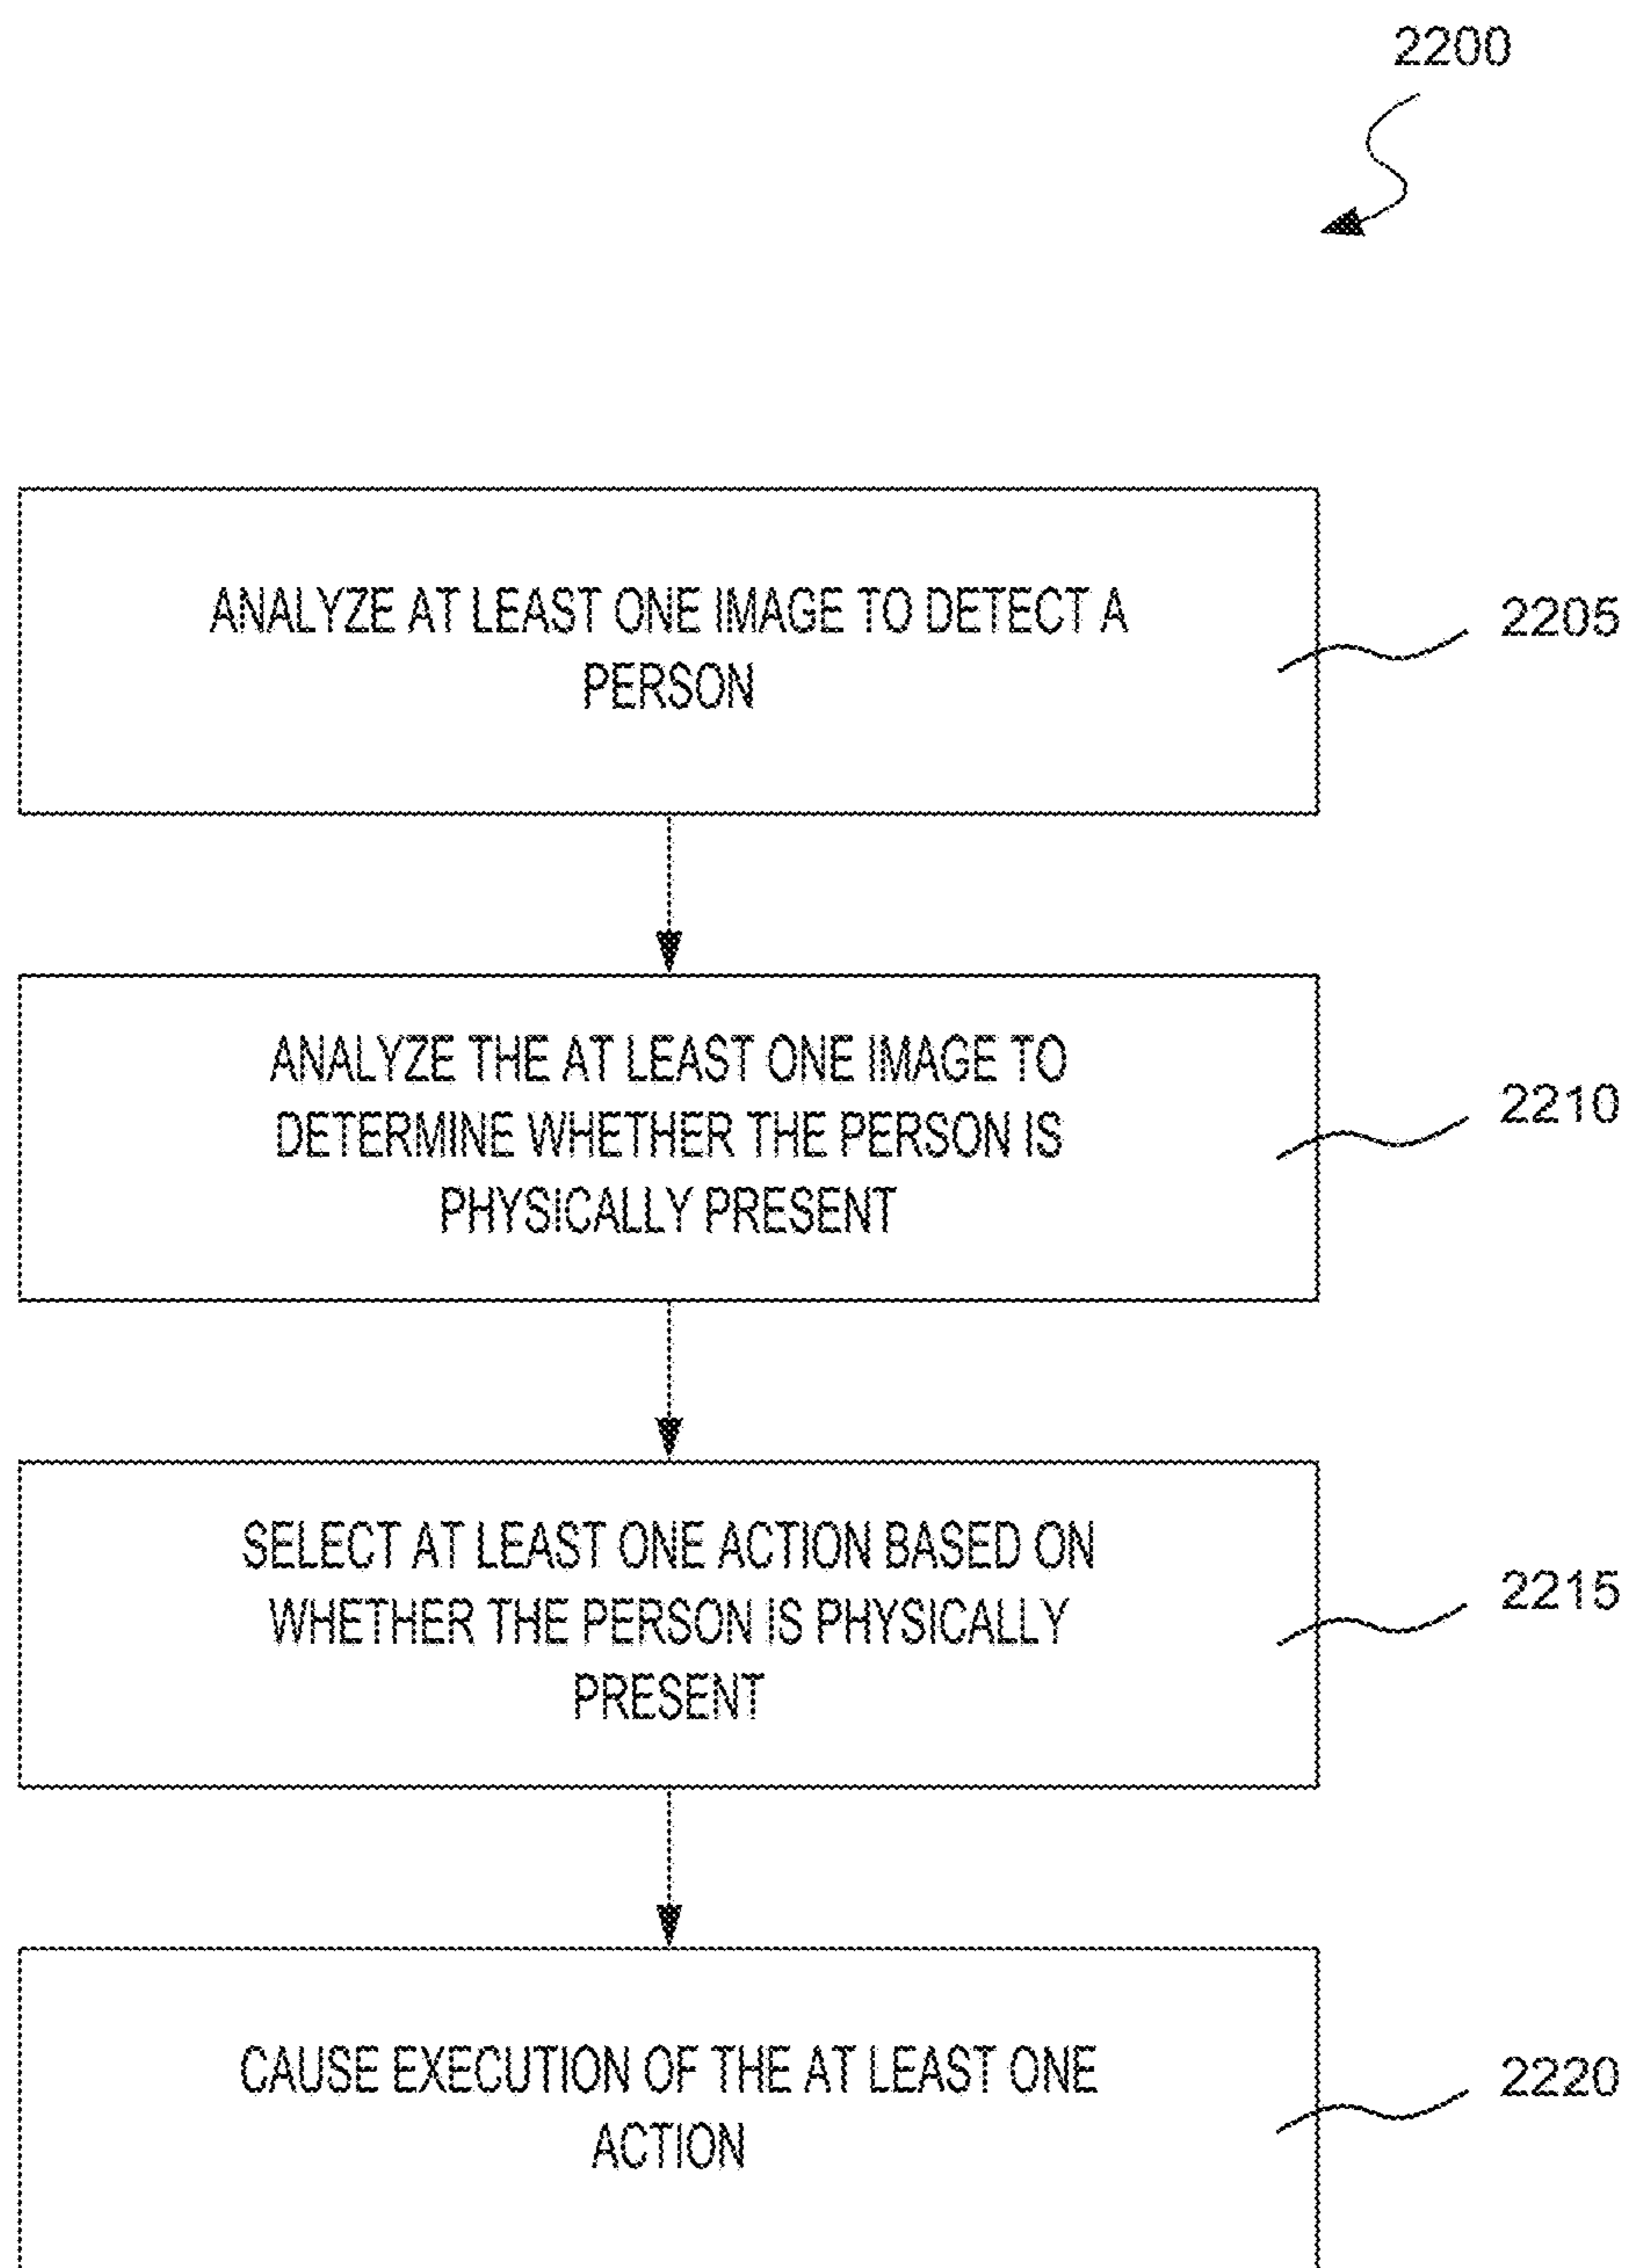 2200
ANALYZE AT LEAST ONE IMAGE TO DETECT A
PERSON
2205
ANALYZE THE AT LEAST ONE IMAGE TO
DETERMINE WHETHER THE PERSON IS
PHYSICALLY PRESENT
2210
SELECT AT LEAST ONE ACTION BASED ON
WHETHER THE PERSON IS PHYSICALLY
PRESENT
2215
CAUSE EXECUTION OF THE AT LEAST ONE
ACTION
2220